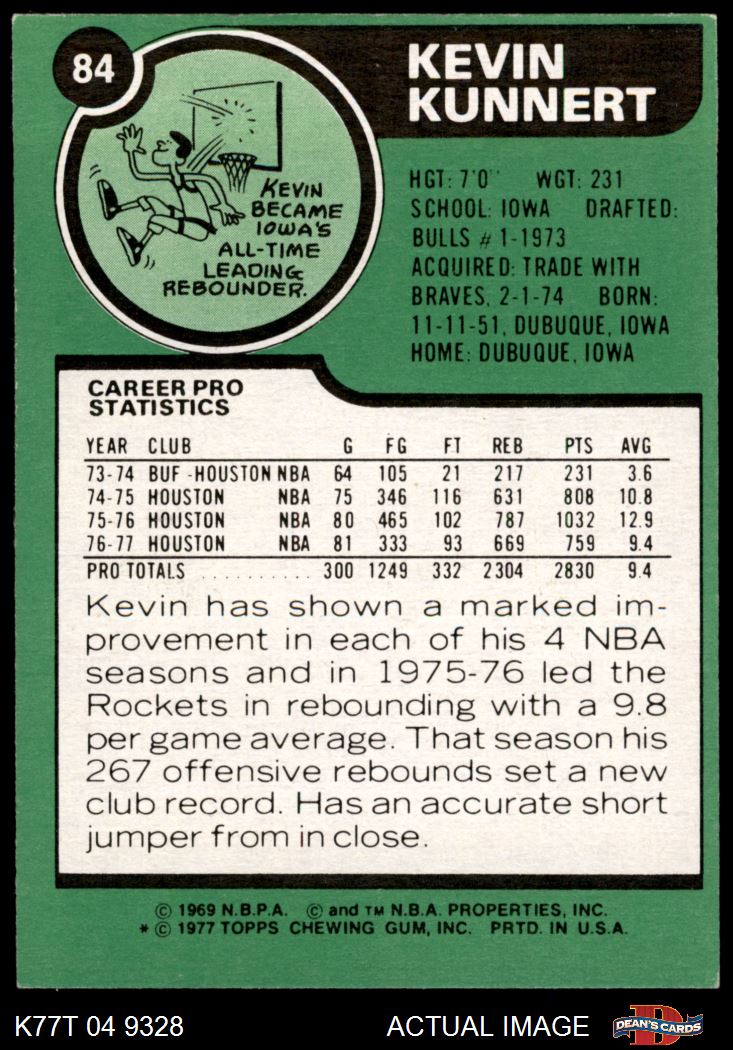 84
KEVIN
KUNNERT
KEVIN
BECAME
IOWA'S
ALL-TIME
LEADING
REBOUNDER.
HGT: 7'0" WGT: 231
SCHOOL: IOWA DRAFTED:
BULLS # 1-1973
ACQUIRED: TRADE WITH
BRAVES, 2-1-74 BORN:
11-11-51, DUBUQUE, IOWA
HOME: DUBUQUE, IOWA
CAREER PRO
STATISTICS
YEAR CLUB G FG FT REB PTS AVG
73-74 BUF -HOUSTON NBA 64 105 21 217 231 3.6
74-75 HOUSTON NBA 75 346 116 631 808 10.8
75-76 HOUSTON NBA 80 465 102 787 1032 12.9
76-77 HOUSTON NBA 81 333 93 669 759 9.4
PRO TOTALS .......... 300 1249 332 2304 2830 9.4
Kevin has shown a marked im-
provement in each of his 4 NBA
seasons and in 1975-76 led the
Rockets in rebounding with a 9.8
per game average. That season his
267 offensive rebounds set a new
club record. Has an accurate short
jumper from in close.
© 1969 N.B.P.A. © and TM N.B.A. PROPERTIES, INC.
* © 1977 TOPPS CHEWING GUM, INC. PRTD. IN U.S.A.
K77T 04 9328 ACTUAL IMAGE
D
DEAN'S CARDS